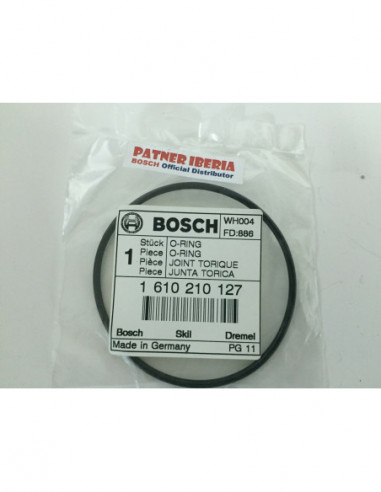 PATNER IBERIA
BOSCH Official Distributor
BOSCH
WH004
FD:886
1
Stück O-RING
Piece O-RING
Pièce JOINT TORIQUE
Piece JUNTA TORICA
1 610 210 127
Bosch Skil Dremel
Made in Germany PG 11